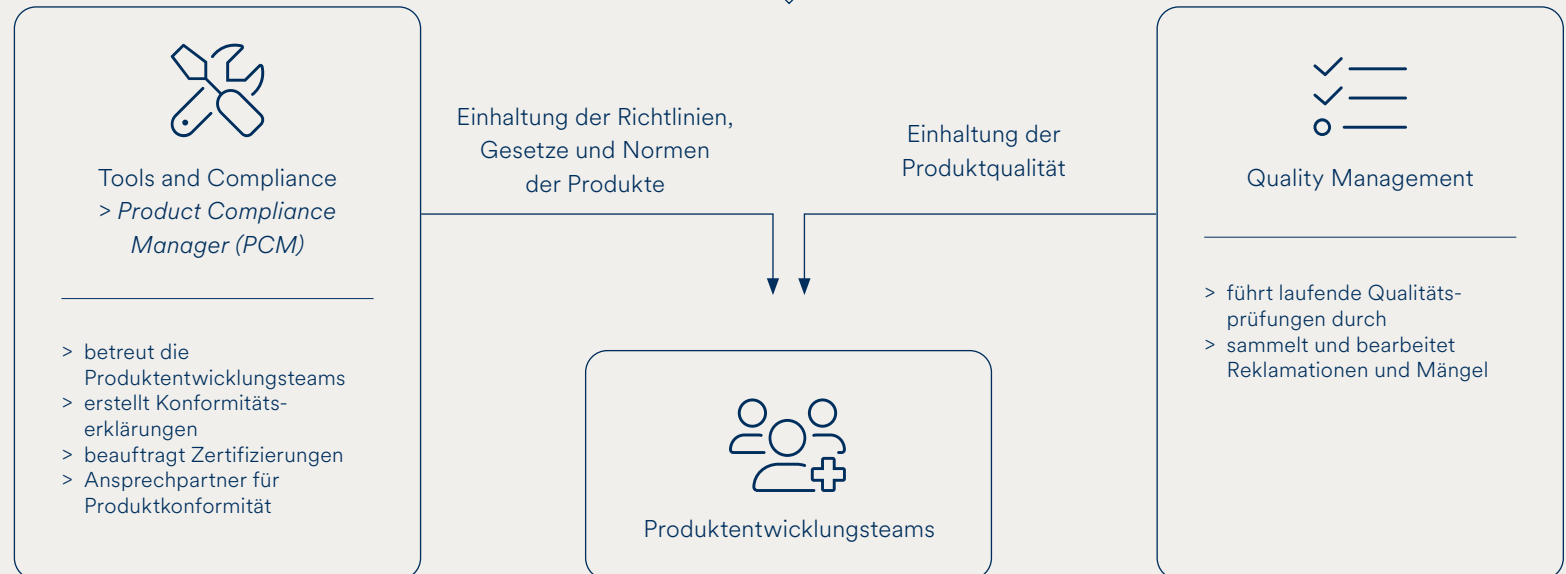 Tools and Compliance
> Product Compliance
Manager (PCM)
> betreut die
Produktentwicklungsteams
> erstellt Konformitäts-
erklärungen
> beauftragt Zertifizierungen
> Ansprechpartner für
Produktkonformität
Einhaltung der Richtlinien,
Gesetze und Normen
der Produkte
Einhaltung der
Produktqualität
Produktentwicklungsteams
Quality Management
> führt laufende Qualitäts-
prüfungen durch
> sammelt und bearbeitet
Reklamationen und Mängel